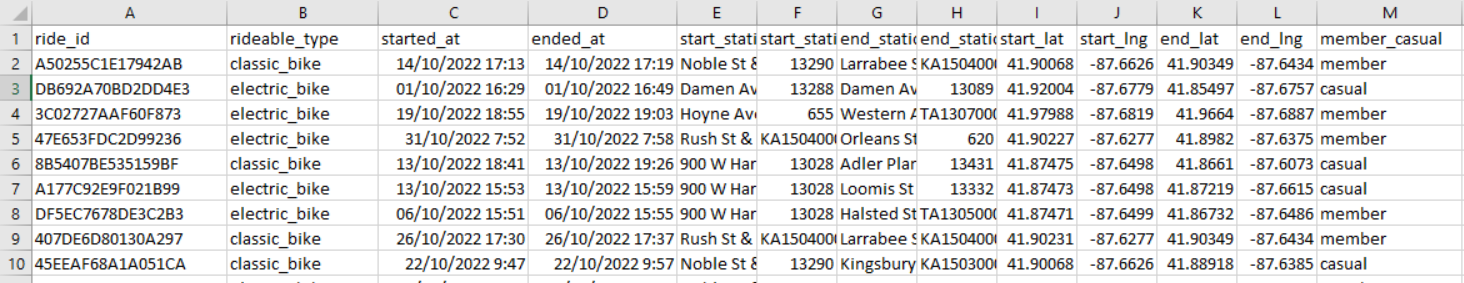 A B C D E F G H I J K L M
1 ride_id rideable_type started_at ended_at start_stati start_stati end_static end_static start_lat start_lng end_lat end_lng member_casual
2 A50255C1E17942AB classic_bike 14/10/2022 17:13 14/10/2022 17:19 Noble St & 13290 Larrabee S KA1504000 41.90068 -87.6626 41.90349 -87.6434 member
3 DB692A70BD2DD4E3 electric_bike 01/10/2022 16:29 01/10/2022 16:49 Damen Av 13288 Damen Av 13089 41.92004 -87.6779 41.85497 -87.6757 casual
4 3C02727AAF60F873 electric_bike 19/10/2022 18:55 19/10/2022 19:03 Hoyne Av 655 Western A TA1307000 41.97988 -87.6819 41.9664 -87.6887 member
5 47E653FDC2D99236 electric_bike 31/10/2022 7:52 31/10/2022 7:58 Rush St & KA1504000 Orleans St 620 41.90227 -87.6277 41.8982 -87.6375 member
6 8B5407BE535159BF classic_bike 13/10/2022 18:41 13/10/2022 19:26 900 W Har 13028 Adler Plar 13431 41.87475 -87.6498 41.8661 -87.6073 casual
7 A177C92E9F021B99 electric_bike 13/10/2022 15:53 13/10/2022 15:59 900 W Har 13028 Loomis St 13332 41.87473 -87.6498 41.87219 -87.6615 casual
8 DF5EC7678DE3C2B3 electric_bike 06/10/2022 15:51 06/10/2022 15:55 900 W Har 13028 Halsted St TA1305000 41.87471 -87.6499 41.86732 -87.6486 member
9 407DE6D80130A297 classic_bike 26/10/2022 17:30 26/10/2022 17:37 Rush St & KA1504000 Larrabee S KA1504000 41.90231 -87.6277 41.90349 -87.6434 member
10 45EEAF68A1A051CA classic_bike 22/10/2022 9:47 22/10/2022 9:57 Noble St & 13290 Kingsbury KA1503000 41.90068 -87.6626 41.88918 -87.6385 casual